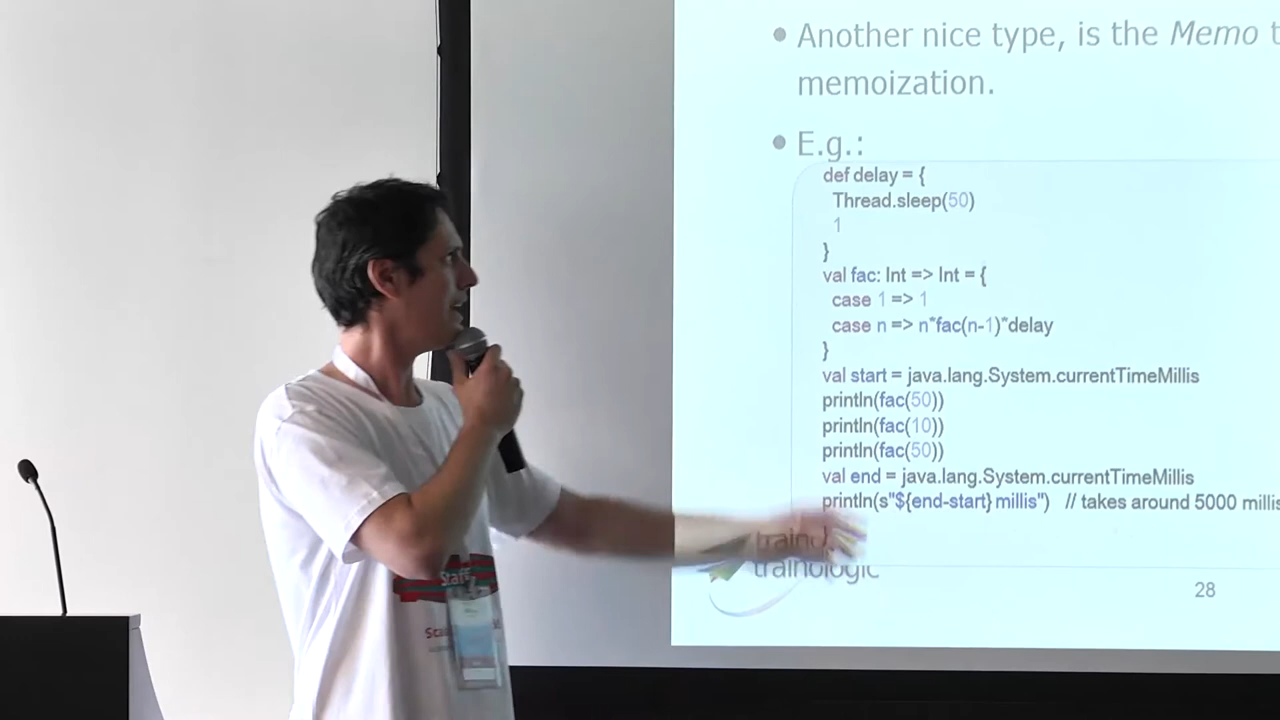 • Another nice type, is the Memo t
memoization.
• E.g.:
def delay = {
Thread.sleep(50)
1
}
val fac: Int => Int = {
case 1 => 1
case n => n*fac(n-1)*delay
}
val start = java.lang.System.currentTimeMillis
println(fac(50))
println(fac(10))
println(fac(50))
val end = java.lang.System.currentTimeMillis
println(s"${end-start} millis") // takes around 5000 millis
trainologic
28
Staff